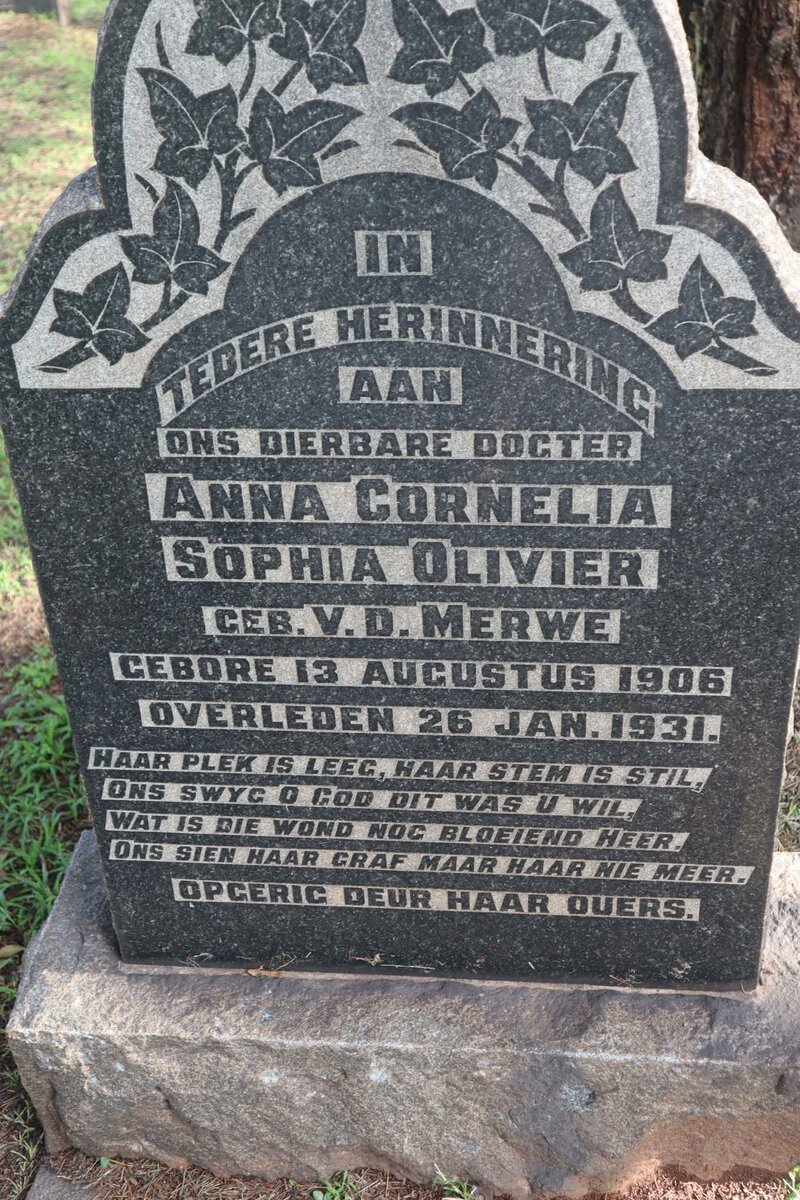 IN
TEDERE HERINNERING
AAN
ONS DIERBARE DOGTER
ANNA CORNELIA
SOPHIA OLIVIER
GEB. V. D. MERWE
GEBORE 13 AUGUSTUS 1906
OVERLEDEN 26 JAN. 1931.
HAAR PLEK IS LEEG, HAAR STEM IS STIL,
ONS SWYG O GOD DIT WAS U WIL,
WAT IS DIE WOND NOG BLOEIEND HEER.
ONS SIEN HAAR GRAF MAAR HAAR NIE MEER.
OPGERIG DEUR HAAR OUERS.